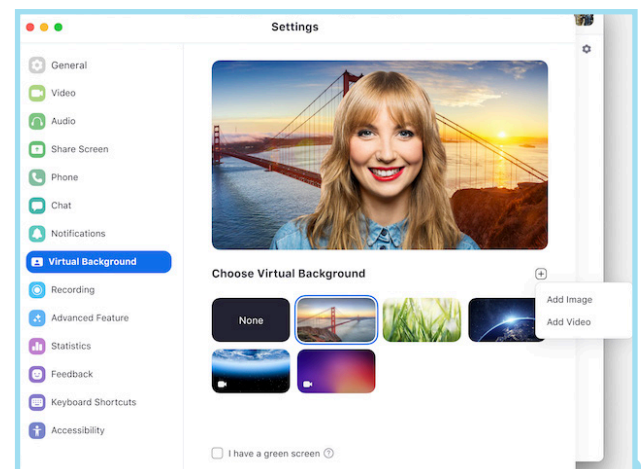 Settings
General
Video
Audio
Share Screen
Phone
Chat
Notifications
Virtual Background
Recording
Advanced Feature
Statistics
Feedback
Keyboard Shortcuts
Accessibility
Choose Virtual Background
Add Image
Add Video
None
I have a green screen ?